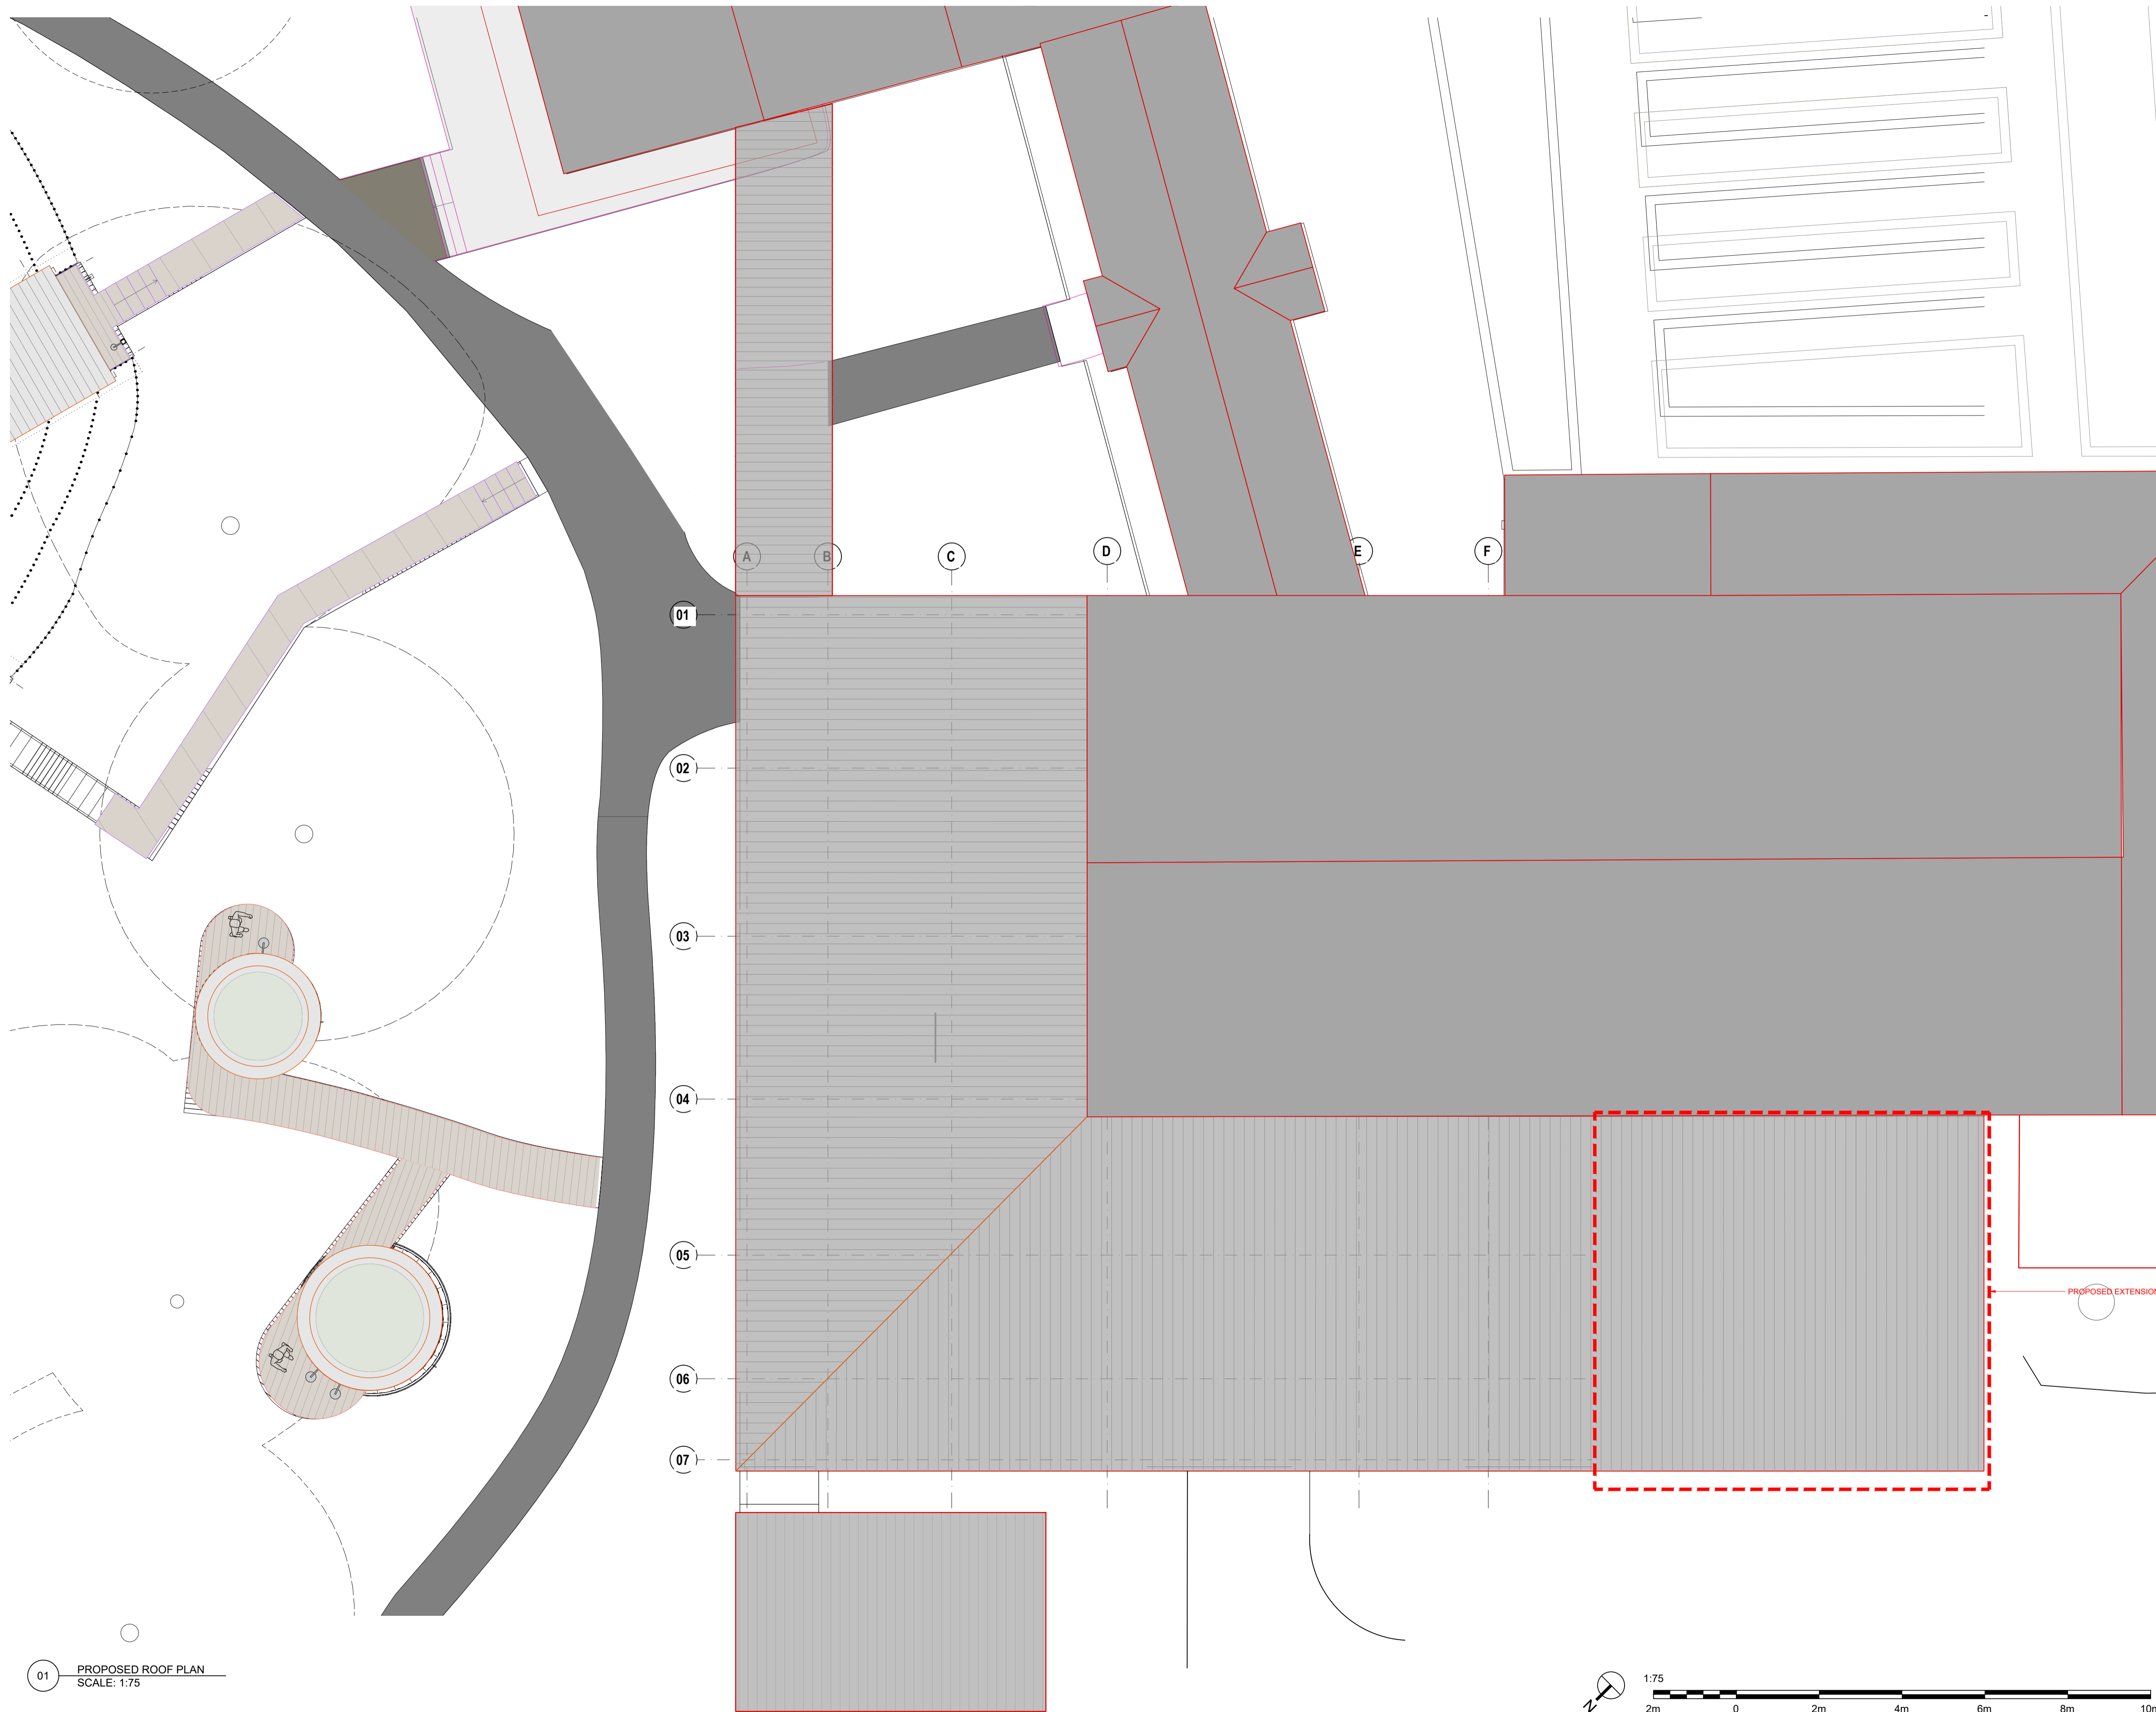 A B C D E F
01
02
03
04
05
PROPOSED EXTENSION
06
07
01 PROPOSED ROOF PLAN
SCALE: 1:75
N
1:75
2m 0 2m 4m 6m 8m 10m